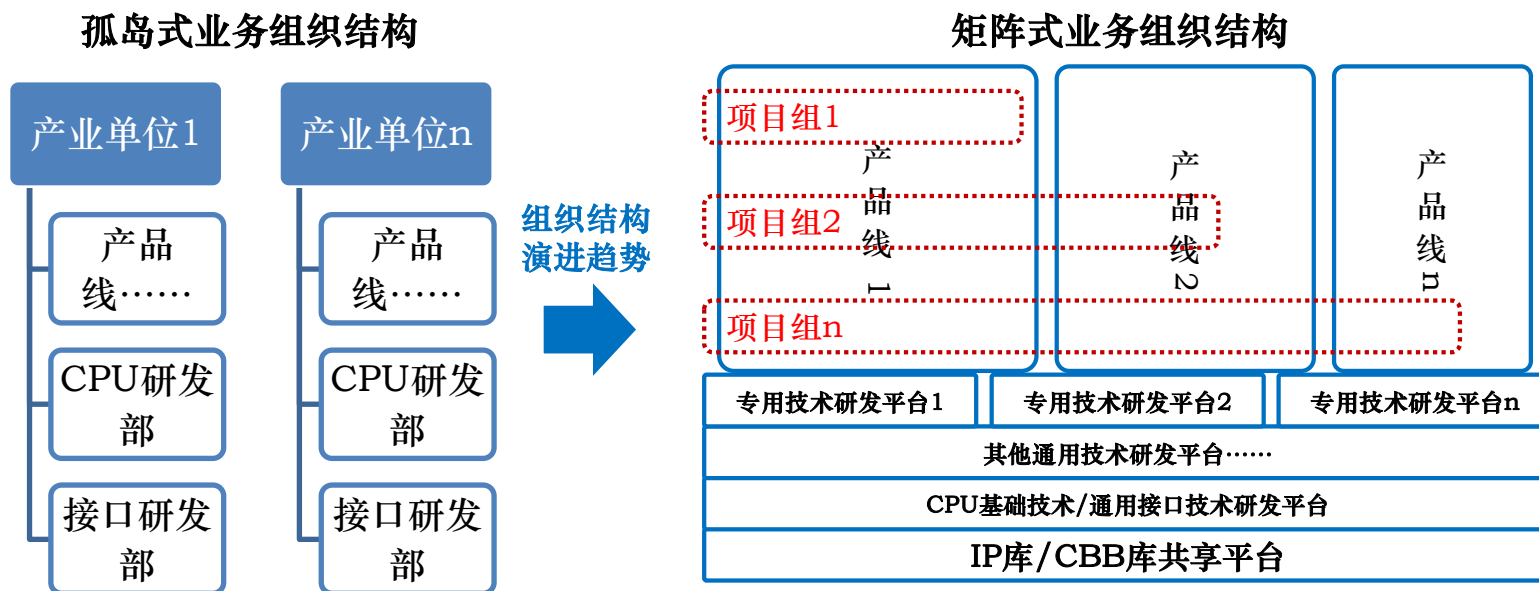 孤岛式业务组织结构
产业单位1
产品
线……
CPU研发
部
接口研发
部
产业单位n
产品
线……
CPU研发
部
接口研发
部
组织结构
演进趋势
矩阵式业务组织结构
项目组1
项目组2
项目组n
产品线1
产品线2
产品线n
专用技术研发平台1
专用技术研发平台2
专用技术研发平台n
其他通用技术研发平台……
CPU基础技术/通用接口技术研发平台
IP库/CBB库共享平台